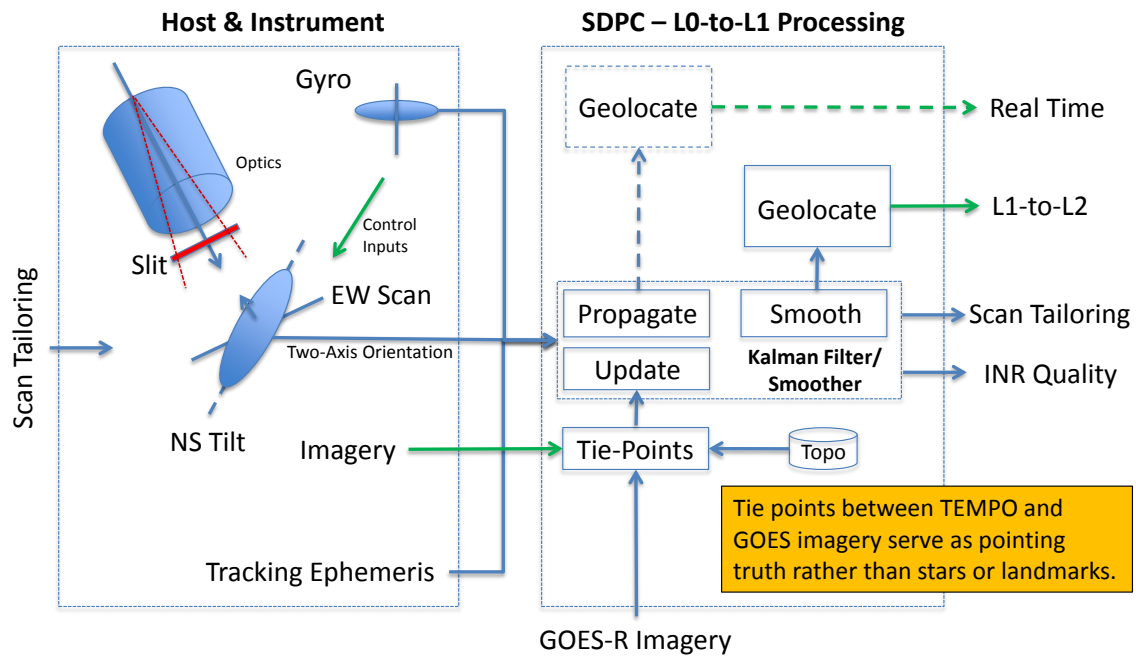 Host & Instrument
SDPC – L0-to-L1 Processing
Gyro
Geolocate
Real Time
Optics
Control
Inputs
Geolocate
L1-to-L2
Slit
EW Scan
Propagate
Smooth
Scan Tailoring
Scan Tailoring
Two-Axis Orientation
Kalman Filter/
Smoother
Update
INR Quality
NS Tilt
Imagery
Tie-Points
Topo
Tie points between TEMPO and
GOES imagery serve as pointing
truth rather than stars or landmarks.
Tracking Ephemeris
GOES-R Imagery